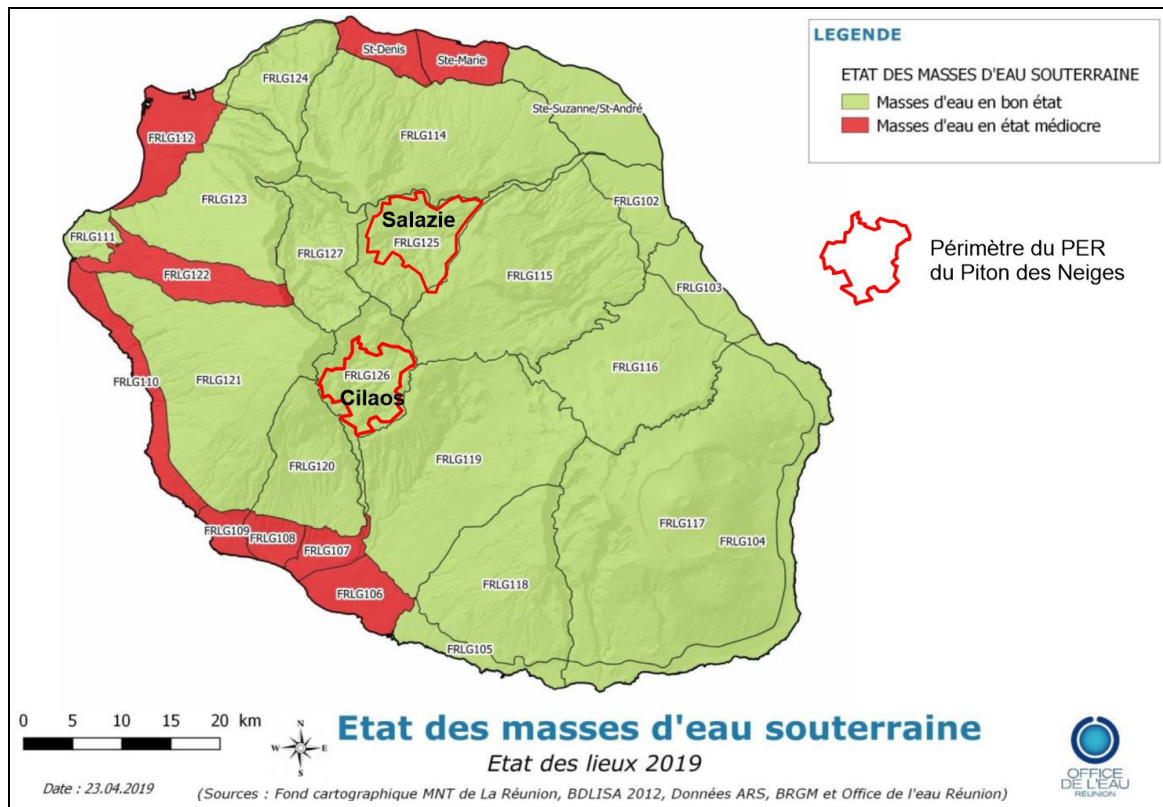 LEGENDE
ETAT DES MASSES D'EAU SOUTERRAINE
Masses d'eau en bon état
Masses d'eau en état médiocre
Périmètre du PER
du Piton des Neiges
St-Denis
Ste-Marie
FRLG124
Ste-Suzanne/St-André
FRLG112
FRLG114
FRLG123
FRLG102
Salazie
FRLG125
FRLG111
FRLG127
FRLG122
FRLG115
FRLG103
FRLG126
Cilaos
FRLG116
FRLG110
FRLG121
FRLG119
FRLG120
FRLG117
FRLG104
FRLG109
FRLG108
FRLG107
FRLG106
FRLG118
FRLG105
0 5 10 15 20 km
N
W E
S
Etat des masses d'eau souterraine
Etat des lieux 2019
Date : 23.04.2019
(Sources : Fond cartographique MNT de La Réunion, BDLISA 2012, Données ARS, BRGM et Office de l'eau Réunion)
OFFICE
DE L'EAU
RÉUNION